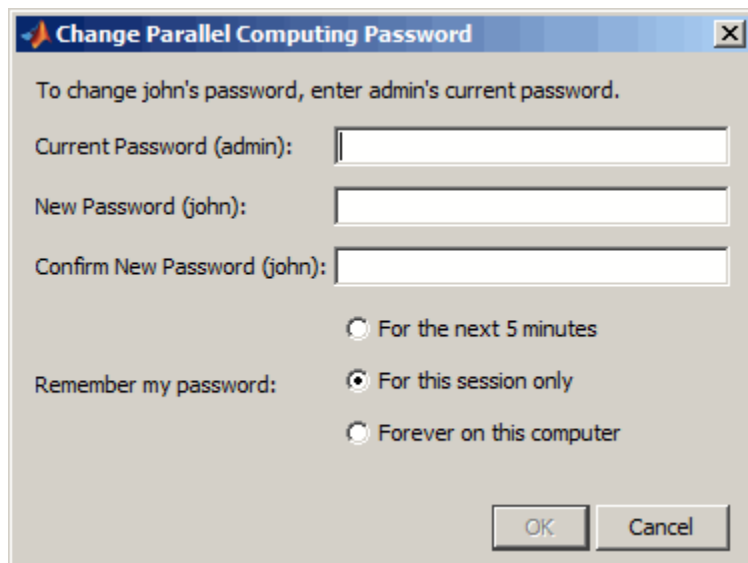 Change Parallel Computing Password
To change john's password, enter admin's current password.
Current Password (admin):
New Password (john):
Confirm New Password (john):
For the next 5 minutes
Remember my password:
For this session only
Forever on this computer
OK
Cancel